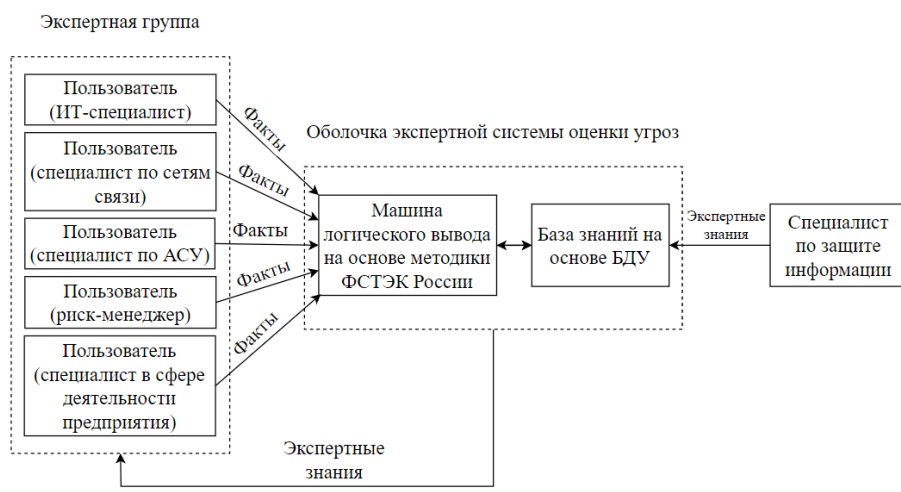 Экспертная группа
Пользователь
(ИТ-специалист)
Пользователь
(специалист по сетям
связи)
Пользователь
(специалист по АСУ)
Пользователь
(риск-менеджер)
Пользователь
(специалист в сфере
деятельности
предприятия)
Факты
Факты
Факты
Факты
Факты
Оболочка экспертной системы оценки угроз
Машина
логического вывода
на основе методики
ФСТЭК России
База знаний на
основе БДУ
Экспертные
знания
Специалист
по защите
информации
Экспертные
знания